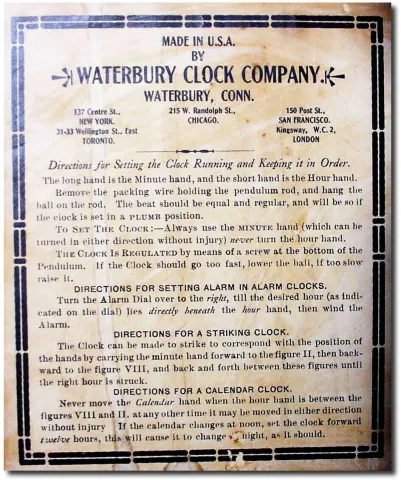 MADE IN U.S.A.
BY
WATERBURY CLOCK COMPANY.
WATERBURY, CONN.
137 Centre St., 215 W. Randolph St., 150 Post St.,
NEW YORK. CHICAGO. SAN FRANCISCO.
31-33 Wellington St., East Kingsway, W.C. 2,
TORONTO. LONDON
Directions for Setting the Clock Running and Keeping it in Order.
The long hand is the Minute hand, and the short hand is the Hour hand.
Remove the packing wire holding the pendulum rod, and hang the
ball on the rod. The beat should be equal and regular, and will be so if
the clock is set in a PLUMB position.
To Set The Clock:—Always use the MINUTE hand (which can be
turned in either direction without injury) never turn the hour hand.
The Clock Is Regulated by means of a screw at the bottom of the
Pendulum. If the Clock should go too fast, lower the ball, if too slow
raise it.
DIRECTIONS FOR SETTING ALARM IN ALARM CLOCKS.
Turn the Alarm Dial over to the right, till the desired hour (as indi-
cated on the dial) lies directly beneath the hour hand, then wind the
Alarm.
DIRECTIONS FOR A STRIKING CLOCK.
The Clock can be made to strike to correspond with the position of
the hands by carrying the minute hand forward to the figure II, then back-
ward to the figure VIII, and back and forth between these figures until
the right hour is struck.
DIRECTIONS FOR A CALENDAR CLOCK.
Never move the Calendar hand when the hour hand is between the
figures VIII and II. at any other time it may be moved in either direction
without injury If the calendar changes at noon, set the clock forward
twelve hours, this will cause it to change night, as it should.